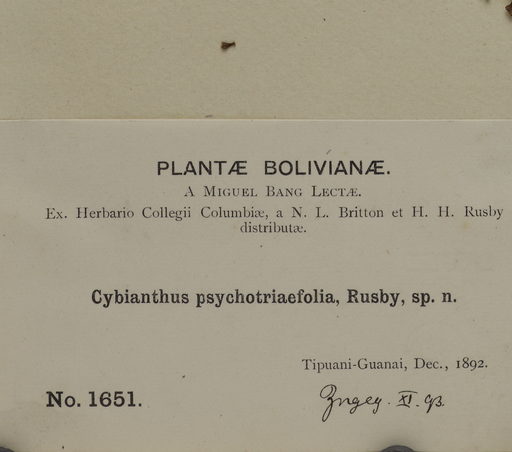 PLANTÆ BOLIVIANÆ.
A Miguel Bang Lectæ.
Ex. Herbario Collegii Columbiæ, a N. L. Britton et H. H. Rusby
distributæ.
Cybianthus psychotriaefolia, Rusby, sp. n.
Tipuani-Guanai, Dec., 1892.
No. 1651.
XI. 93.